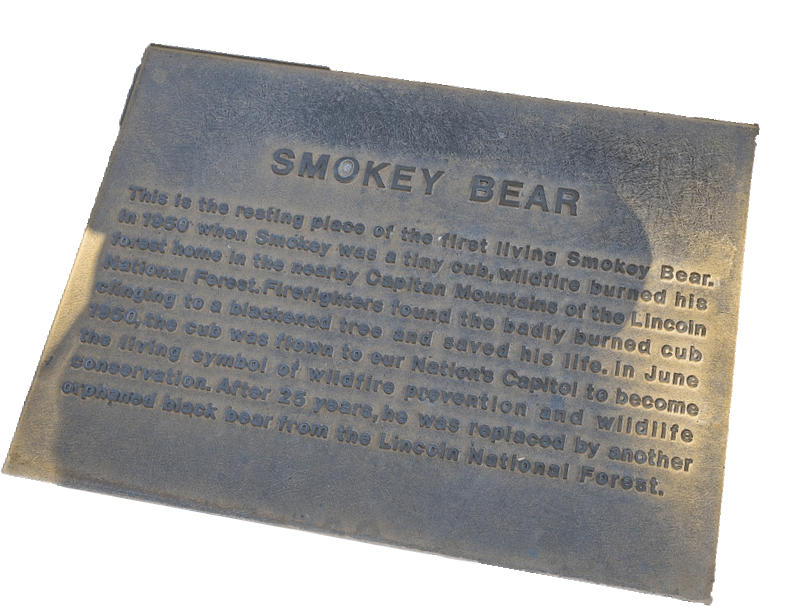 SMOKEY BEAR
This is the resting place of the first living Smokey Bear.
In 1950 when Smokey was a tiny cub, wildfire burned his
forest home in the nearby Capitan Mountains of the Lincoln
National Forest. Firefighters found the badly burned cub
clinging to a blackened tree and saved his life. In June
1950, the cub was flown to our Nation's Capitol to become
the living symbol of wildfire prevention and wildlife
conservation. After 25 years, he was replaced by another
orphaned black bear from the Lincoln National Forest.